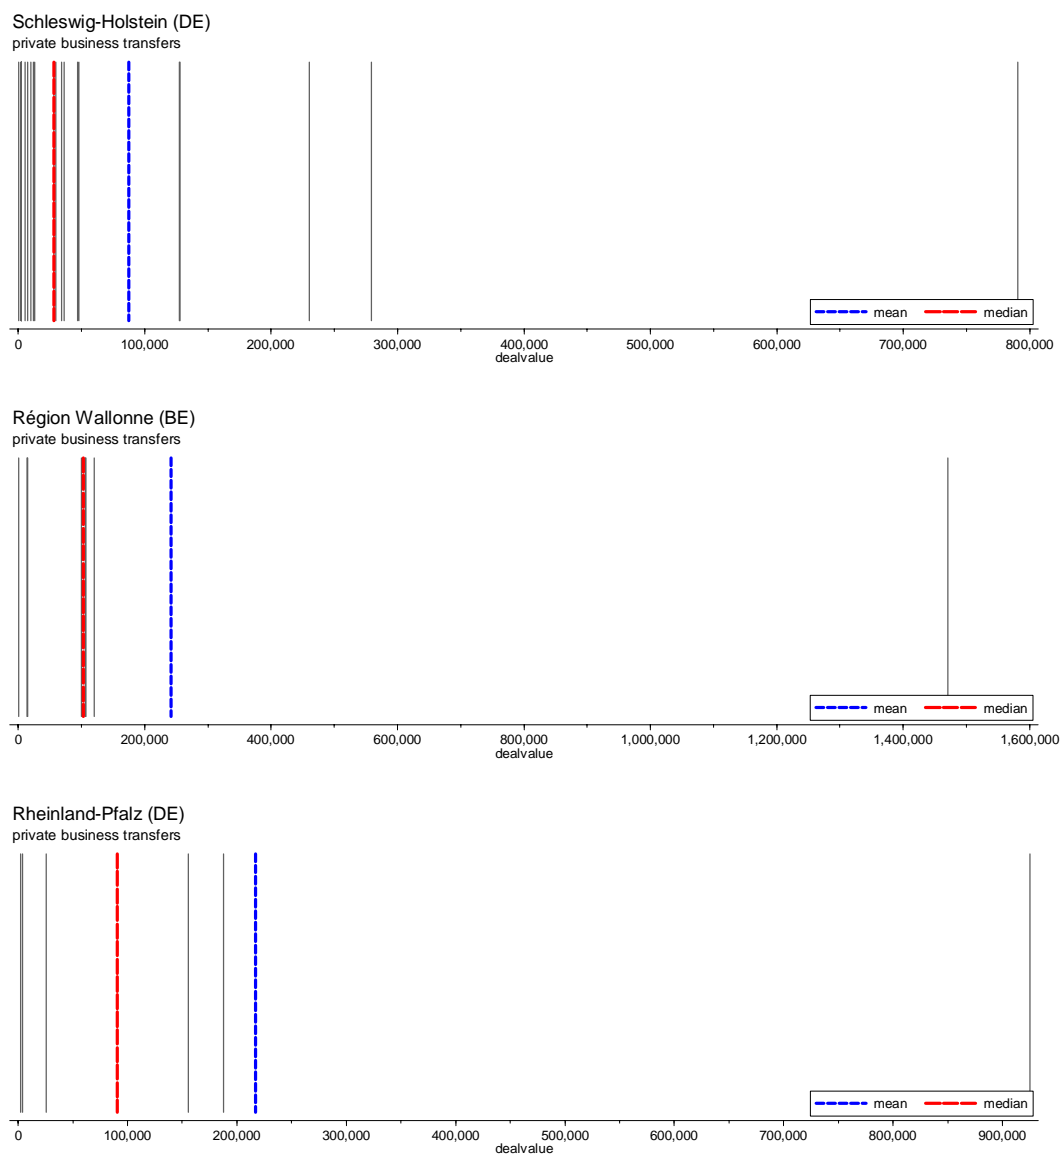 Schleswig-Holstein (DE)
private business transfers
mean median
0 100,000 200,000 300,000 400,000 500,000 600,000 700,000 800,000
dealvalue
Région Wallonne (BE)
private business transfers
mean median
0 200,000 400,000 600,000 800,000 1,000,000 1,200,000 1,400,000 1,600,000
dealvalue
Rheinland-Pfalz (DE)
private business transfers
mean median
0 100,000 200,000 300,000 400,000 500,000 600,000 700,000 800,000 900,000
dealvalue